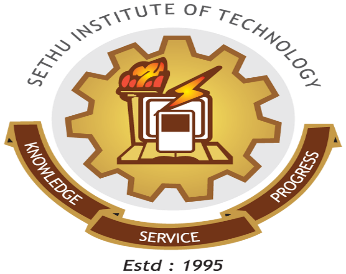 SETHU INSTITUTE OF TECHNOLOGY
KNOWLEDGE
SERVICE
PROGRESS
Estd : 1995